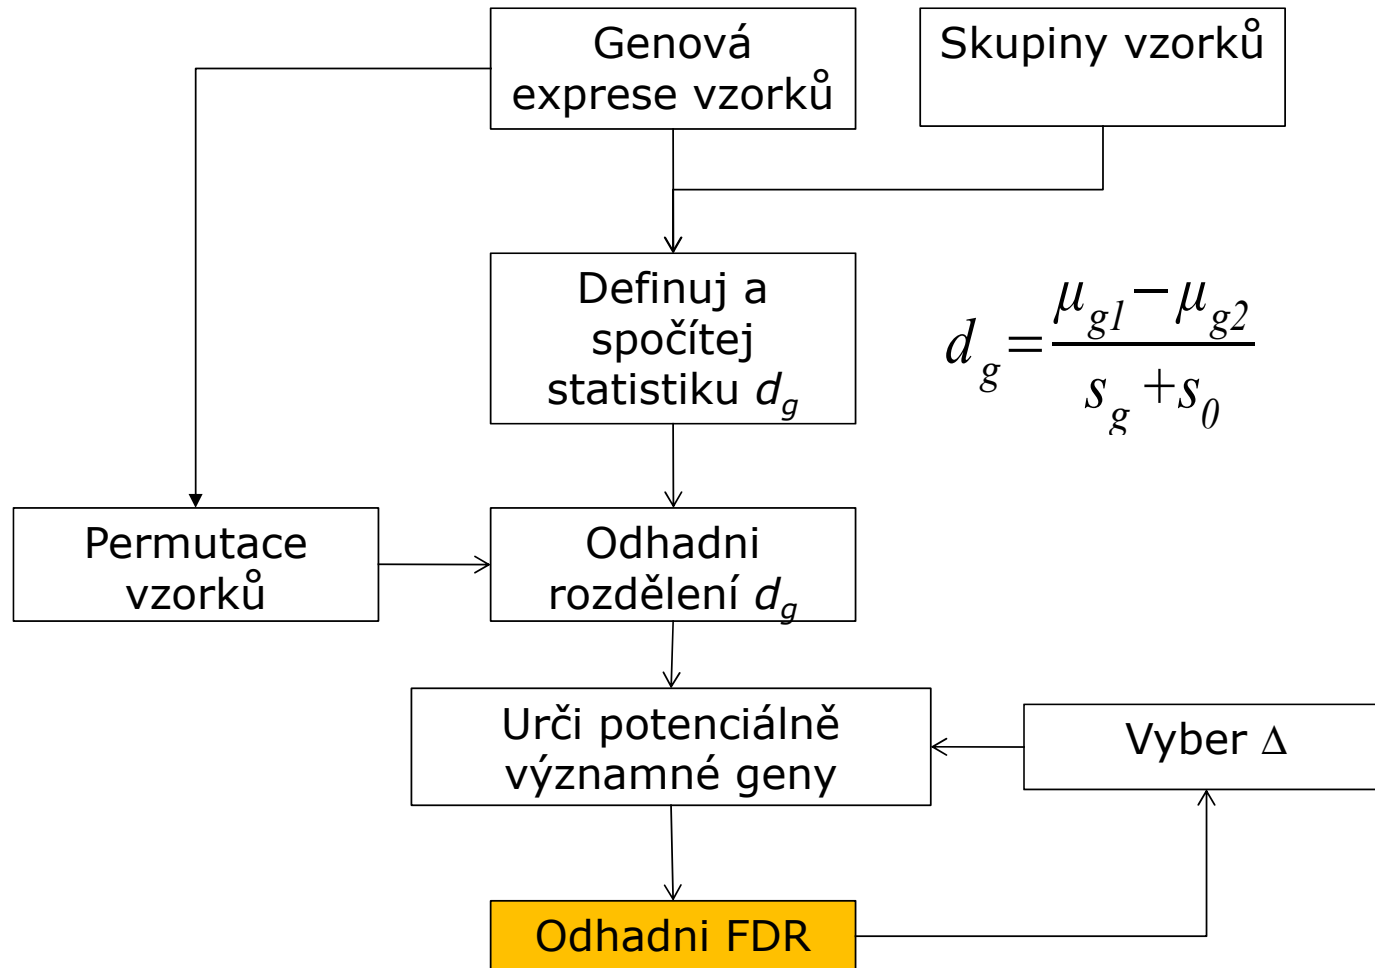 Genová
exprese vzorků
Skupiny vzorků
Definuj a
spočítej
statistiku d_g
d_g = (μ_g1 − μ_g2) / (s_g + s_0)
Permutace
vzorků
Odhadni
rozdělení d_g
Urči potenciálně
významné geny
Vyber Δ
Odhadni FDR